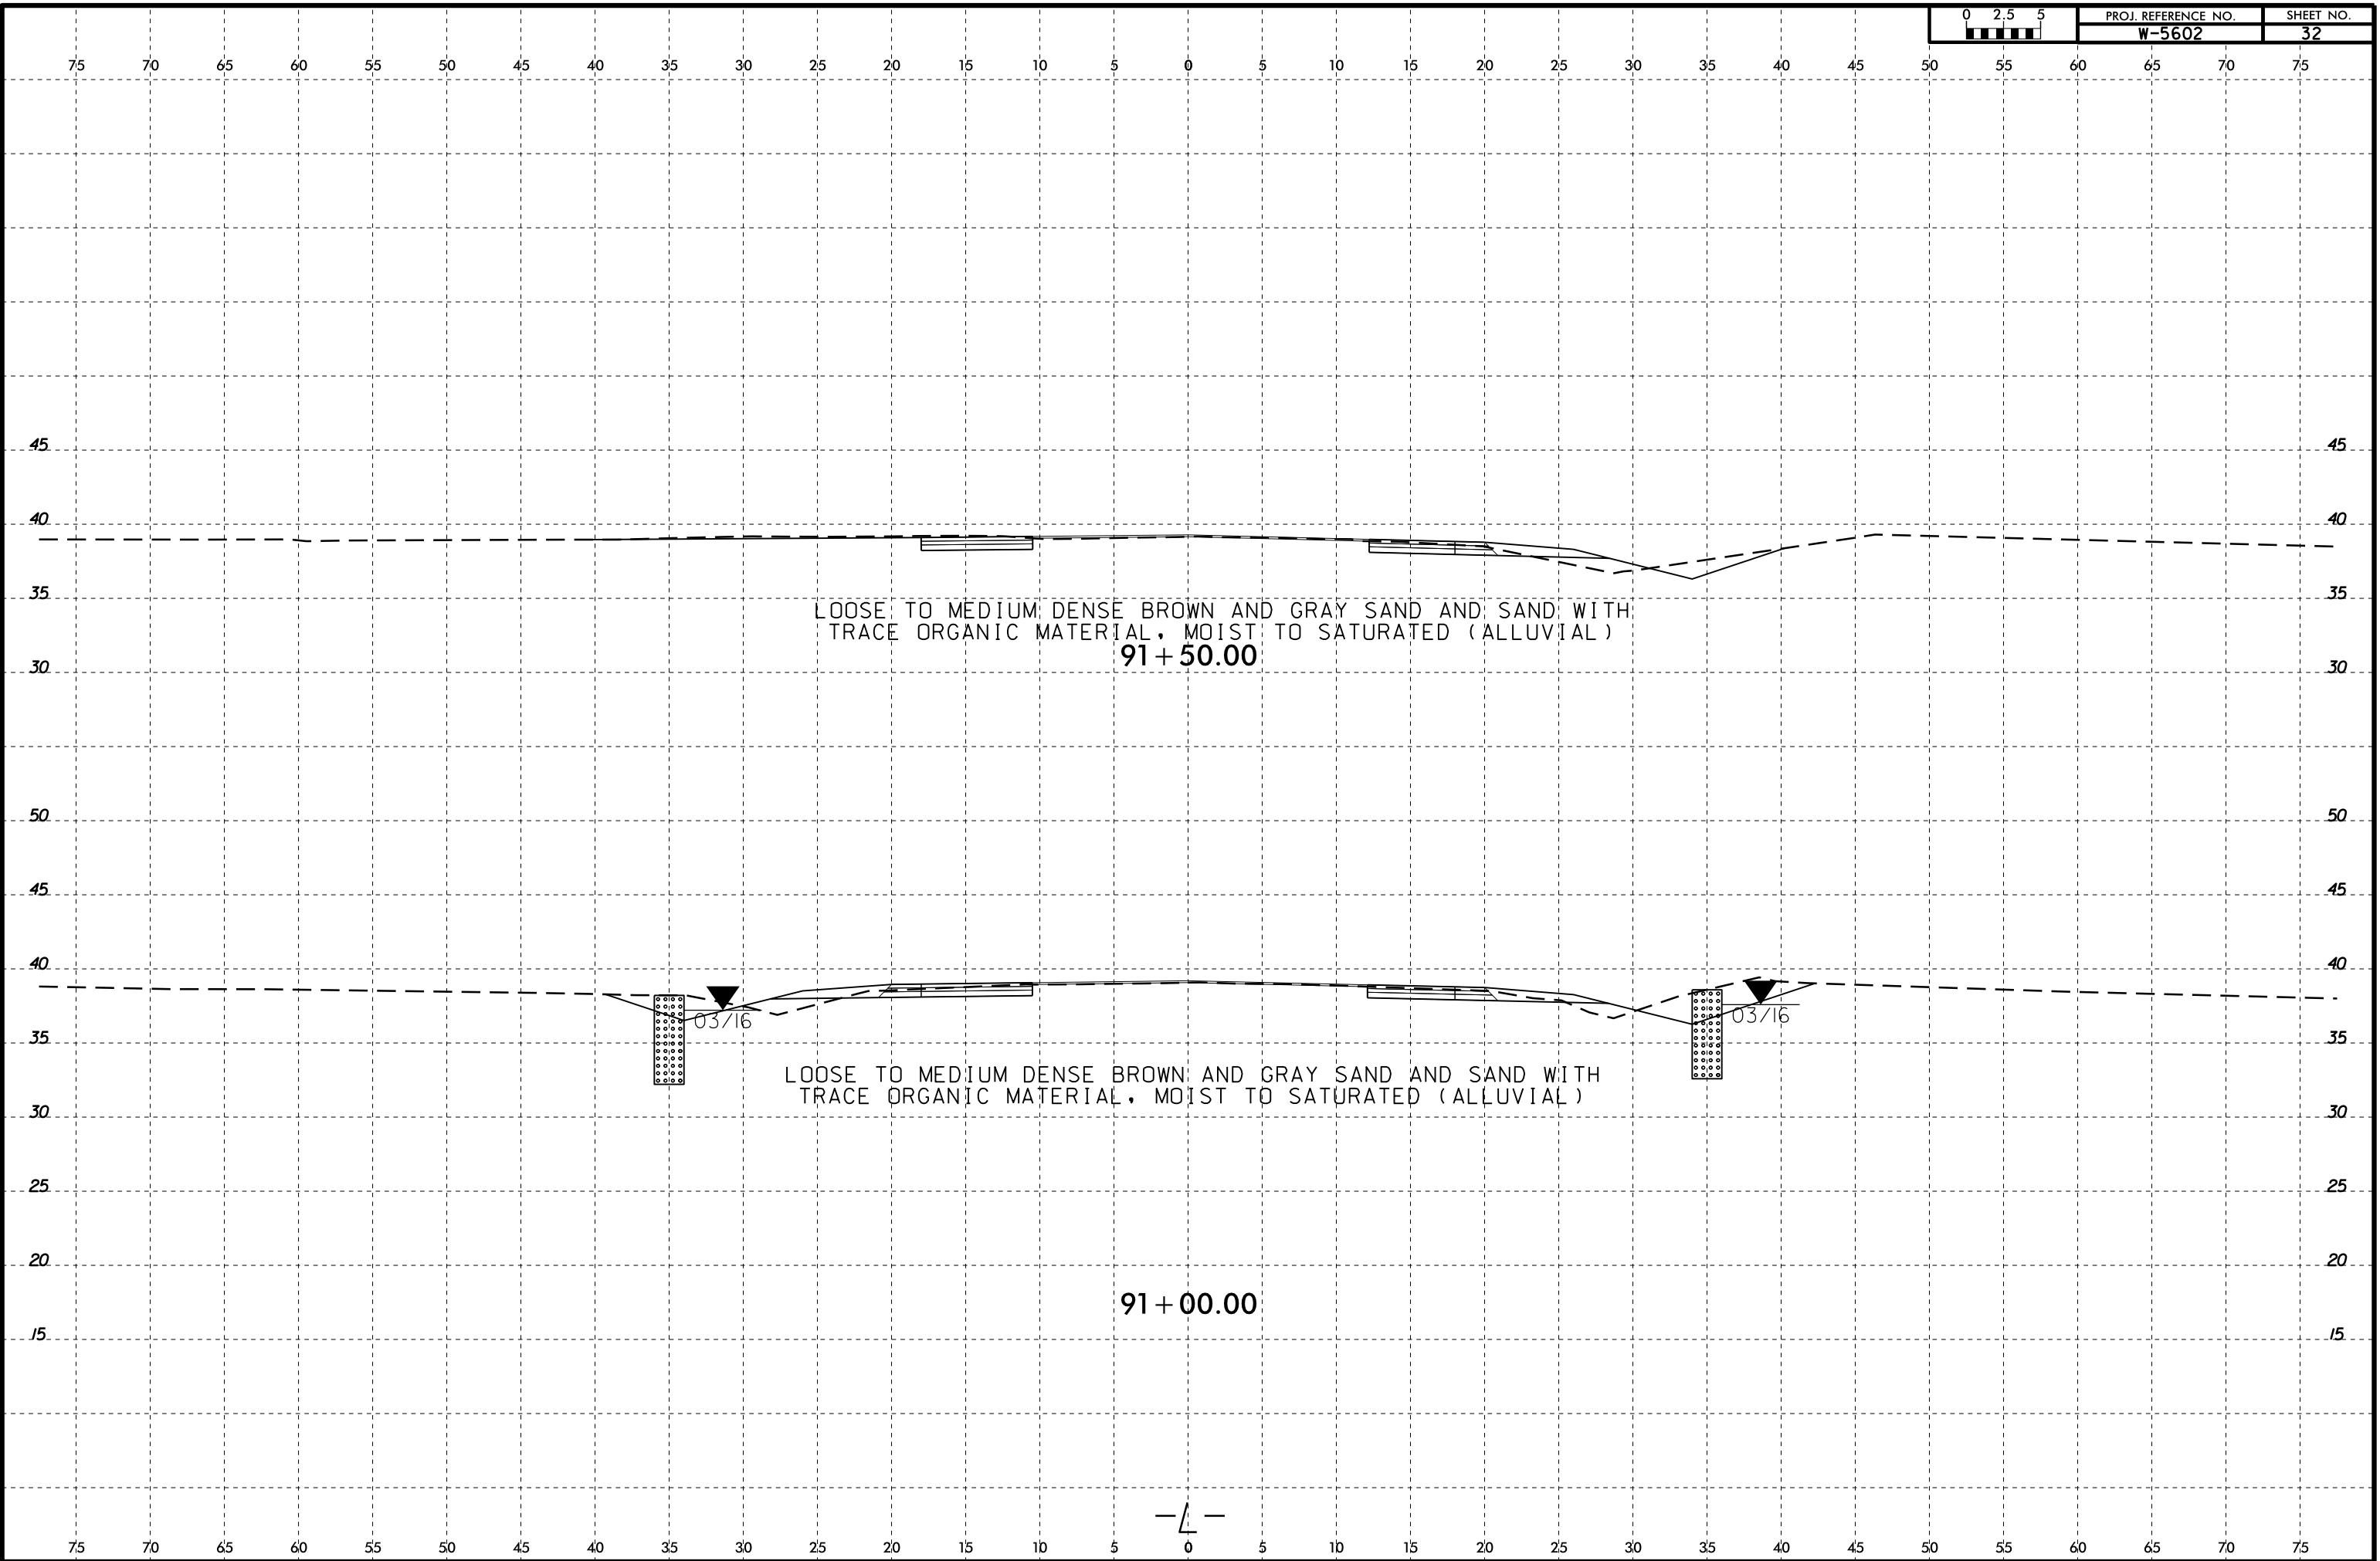 0 2.5 5 PROJ. REFERENCE NO. SHEET NO.
W-5602 32
75 70 65 60 55 50 45 40 35 30 25 20 15 10 5 0 5 10 15 20 25 30 35 40 45 50 55 60 65 70 75
45 45
40 40
35 35
LOOSE TO MEDIUM DENSE BROWN AND GRAY SAND AND SAND WITH
TRACE ORGANIC MATERIAL, MOIST TO SATURATED (ALLUVIAL)
91+50.00
30 30
50 50
45 45
40 40
03/16 03/16
35 35
LOOSE TO MEDIUM DENSE BROWN AND GRAY SAND AND SAND WITH
TRACE ORGANIC MATERIAL, MOIST TO SATURATED (ALLUVIAL)
30 30
25 25
20 20
91+00.00
15 15
-L-
75 70 65 60 55 50 45 40 35 30 25 20 15 10 5 0 5 10 15 20 25 30 35 40 45 50 55 60 65 70 75